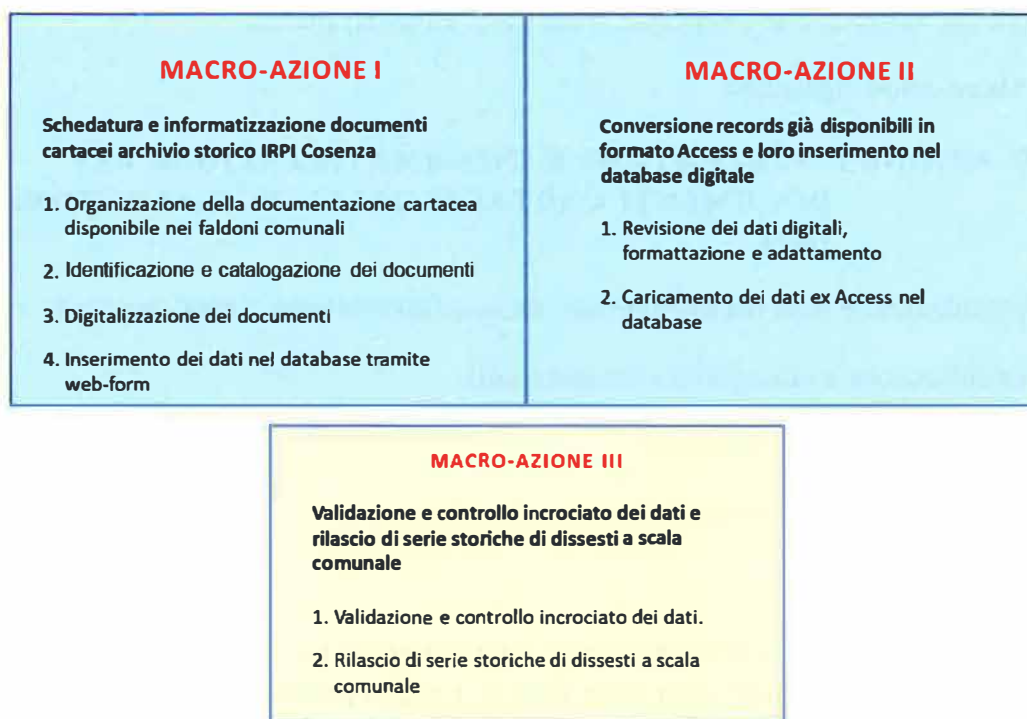 MACRO-AZIONE I
Schedatura e informatizzazione documenti
cartacei archivio storico IRPI Cosenza
1. Organizzazione della documentazione cartacea
disponibile nei faldoni comunali
2. Identificazione e catalogazione dei documenti
3. Digitalizzazione dei documenti
4. Inserimento dei dati nel database tramite
web-form
MACRO-AZIONE II
Conversione records già disponibili in
formato Access e loro inserimento nel
database digitale
1. Revisione dei dati digitali,
formattazione e adattamento
2. Caricamento dei dati ex Access nel
database
MACRO-AZIONE III
Validazione e controllo incrociato dei dati e
rilascio di serie storiche di dissesti a scala
comunale
1. Validazione e controllo incrociato dei dati.
2. Rilascio di serie storiche di dissesti a scala
comunale